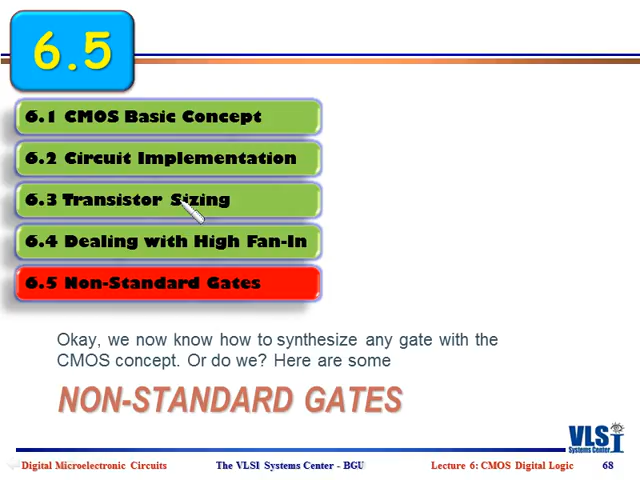 6.5
6.1 CMOS Basic Concept
6.2 Circuit Implementation
6.3 Transistor Sizing
6.4 Dealing with High Fan-In
6.5 Non-Standard Gates
Okay, we now know how to synthesize any gate with the
CMOS concept. Or do we? Here are some
NON-STANDARD GATES
VLSI
Systems Center
Digital Microelectronic Circuits
The VLSI Systems Center - BGU
Lecture 6: CMOS Digital Logic
68